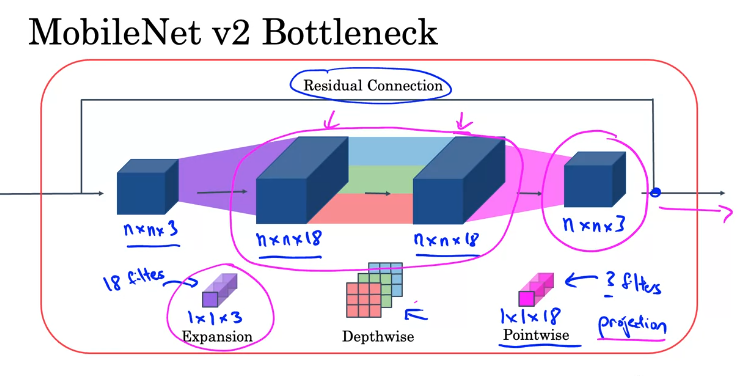 MobileNet v2 Bottleneck
Residual Connection
n×n×3
n×n×18
n×n×18
n×n×3
18 filters
1×1×3
Expansion
Depthwise
1×1×18
Pointwise
3 filters
projection